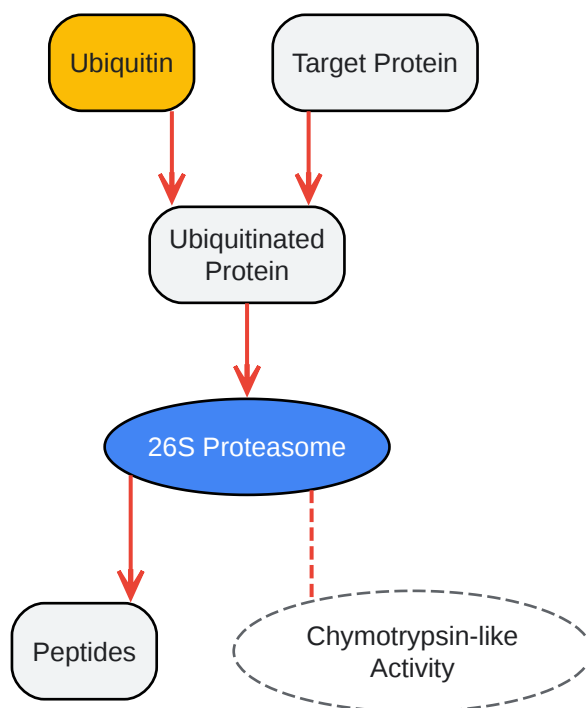 Ubiquitin
Target Protein
Ubiquitinated
Protein
26S Proteasome
Peptides
Chymotrypsin-like
Activity